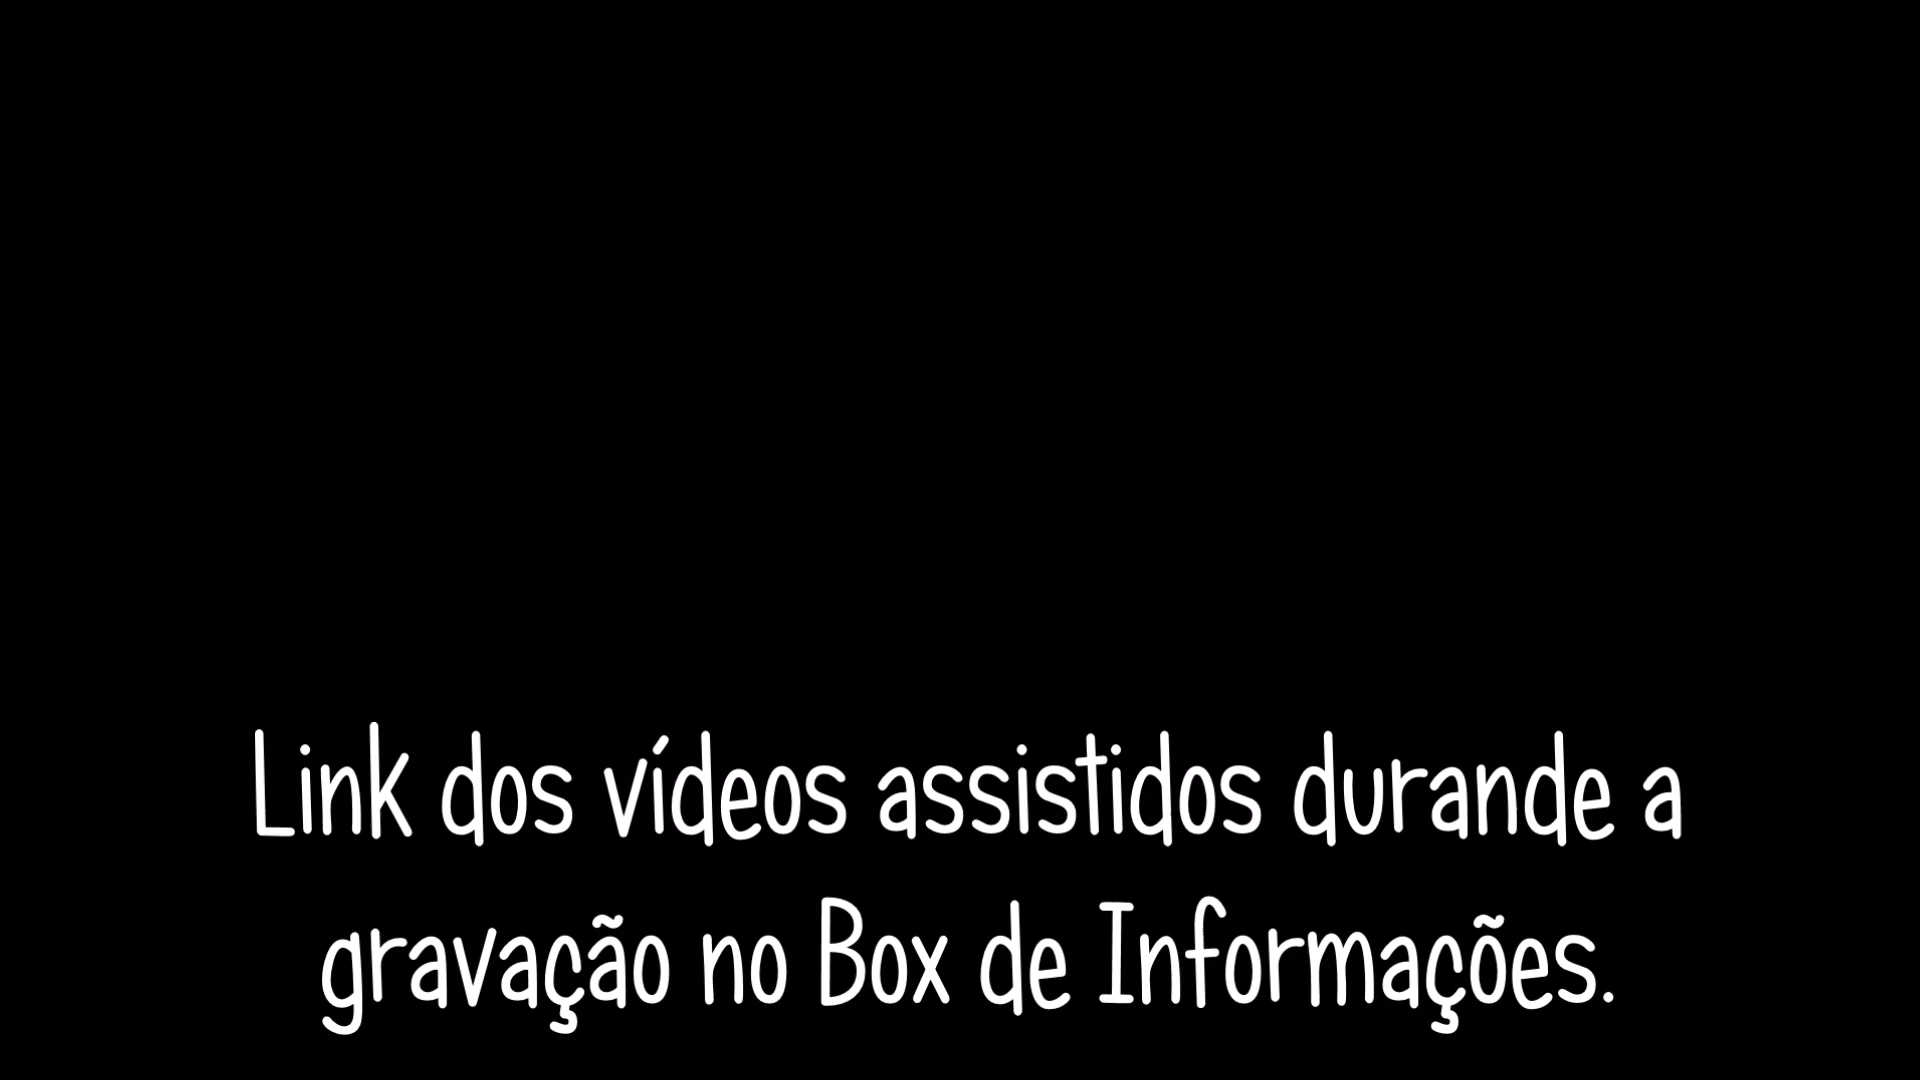 Link dos vídeos assistidos durande a
gravação no Box de Informações.